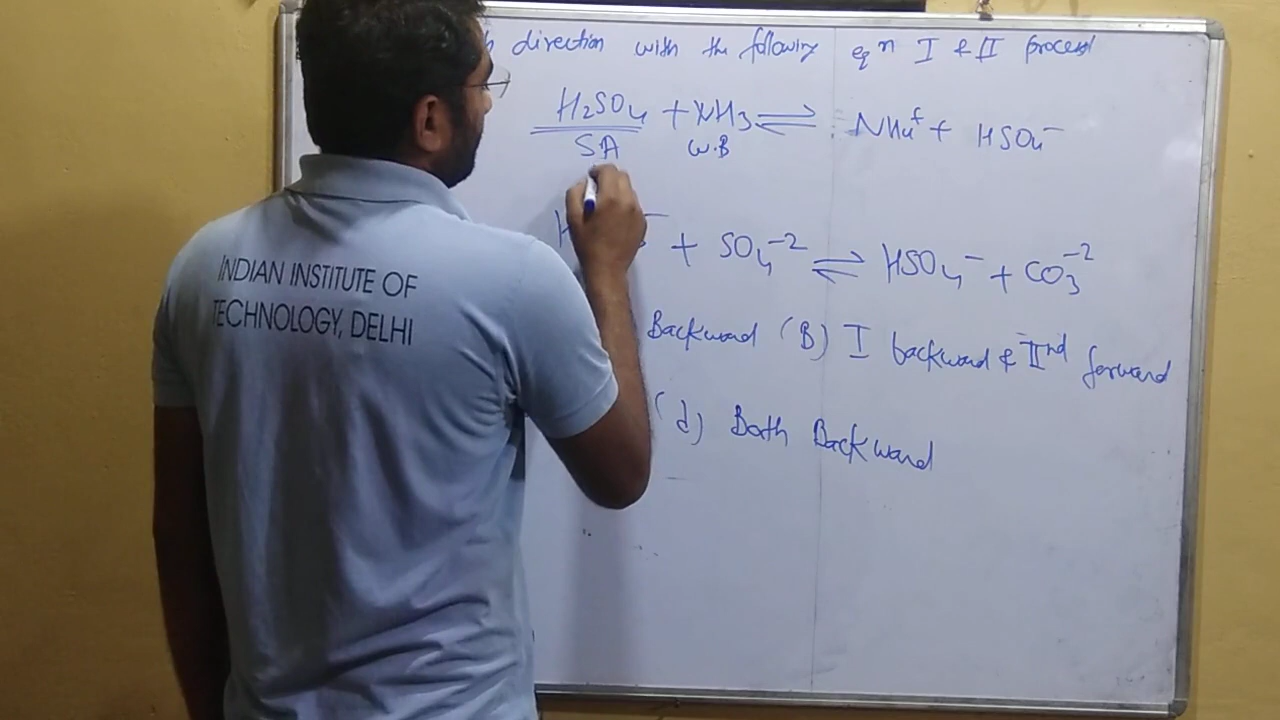 direction with the following eqn I & II process
H2SO4 + NH3 ⇌ NH4+ + HSO4-
SA W.B
+ SO4-2 ⇌ HSO4- + CO3-2
Backward (B) I backward & IInd forward
(d) Both Backward
INDIAN INSTITUTE OF
TECHNOLOGY, DELHI